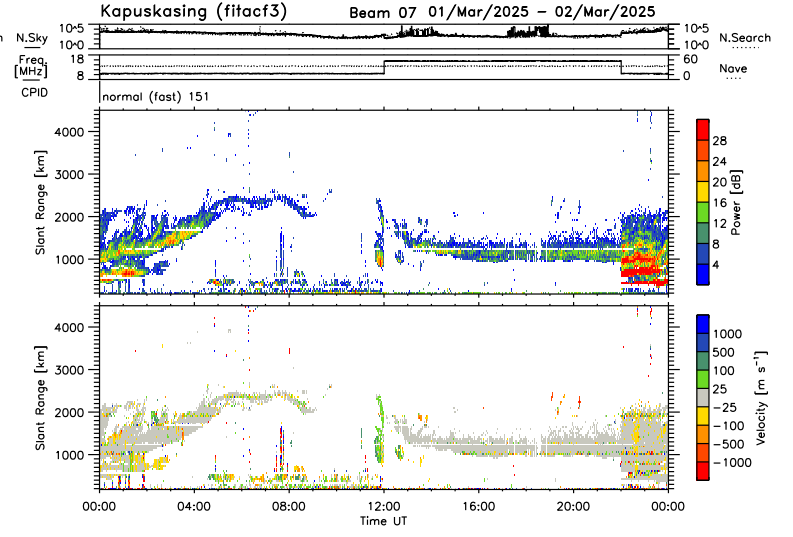 Kapuskasing (fitacf3) Beam 07 01/Mar/2025 - 02/Mar/2025
n N.Sky 10^5 10^0 10^5 10^0 N.Search
Freq. [MHz] 18 8 60 0 Nave
CPID normal (fast) 151
Slant Range [km] 4000 3000 2000 1000
Power [dB] 28 24 20 16 12 8 4
Slant Range [km] 4000 3000 2000 1000
Velocity [m s⁻¹] 1000 500 100 25 -25 -100 -500 -1000
00:00 04:00 08:00 12:00 16:00 20:00 00:00
Time UT